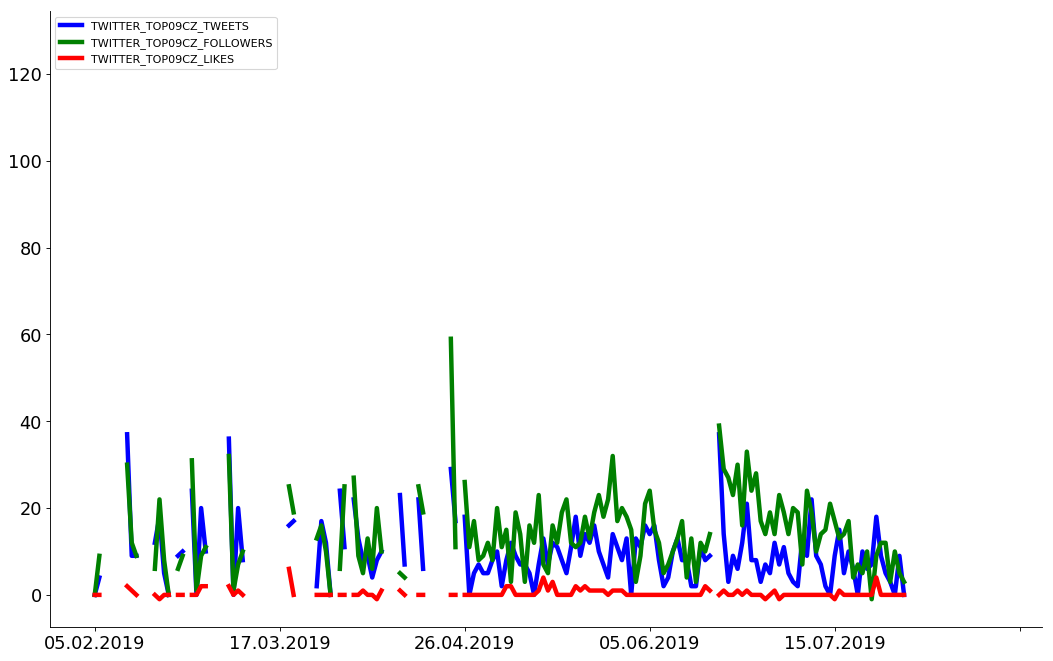 TWITTER_TOP09CZ_TWEETS
TWITTER_TOP09CZ_FOLLOWERS
TWITTER_TOP09CZ_LIKES
120
100
80
60
40
20
0
05.02.2019 17.03.2019 26.04.2019 05.06.2019 15.07.2019